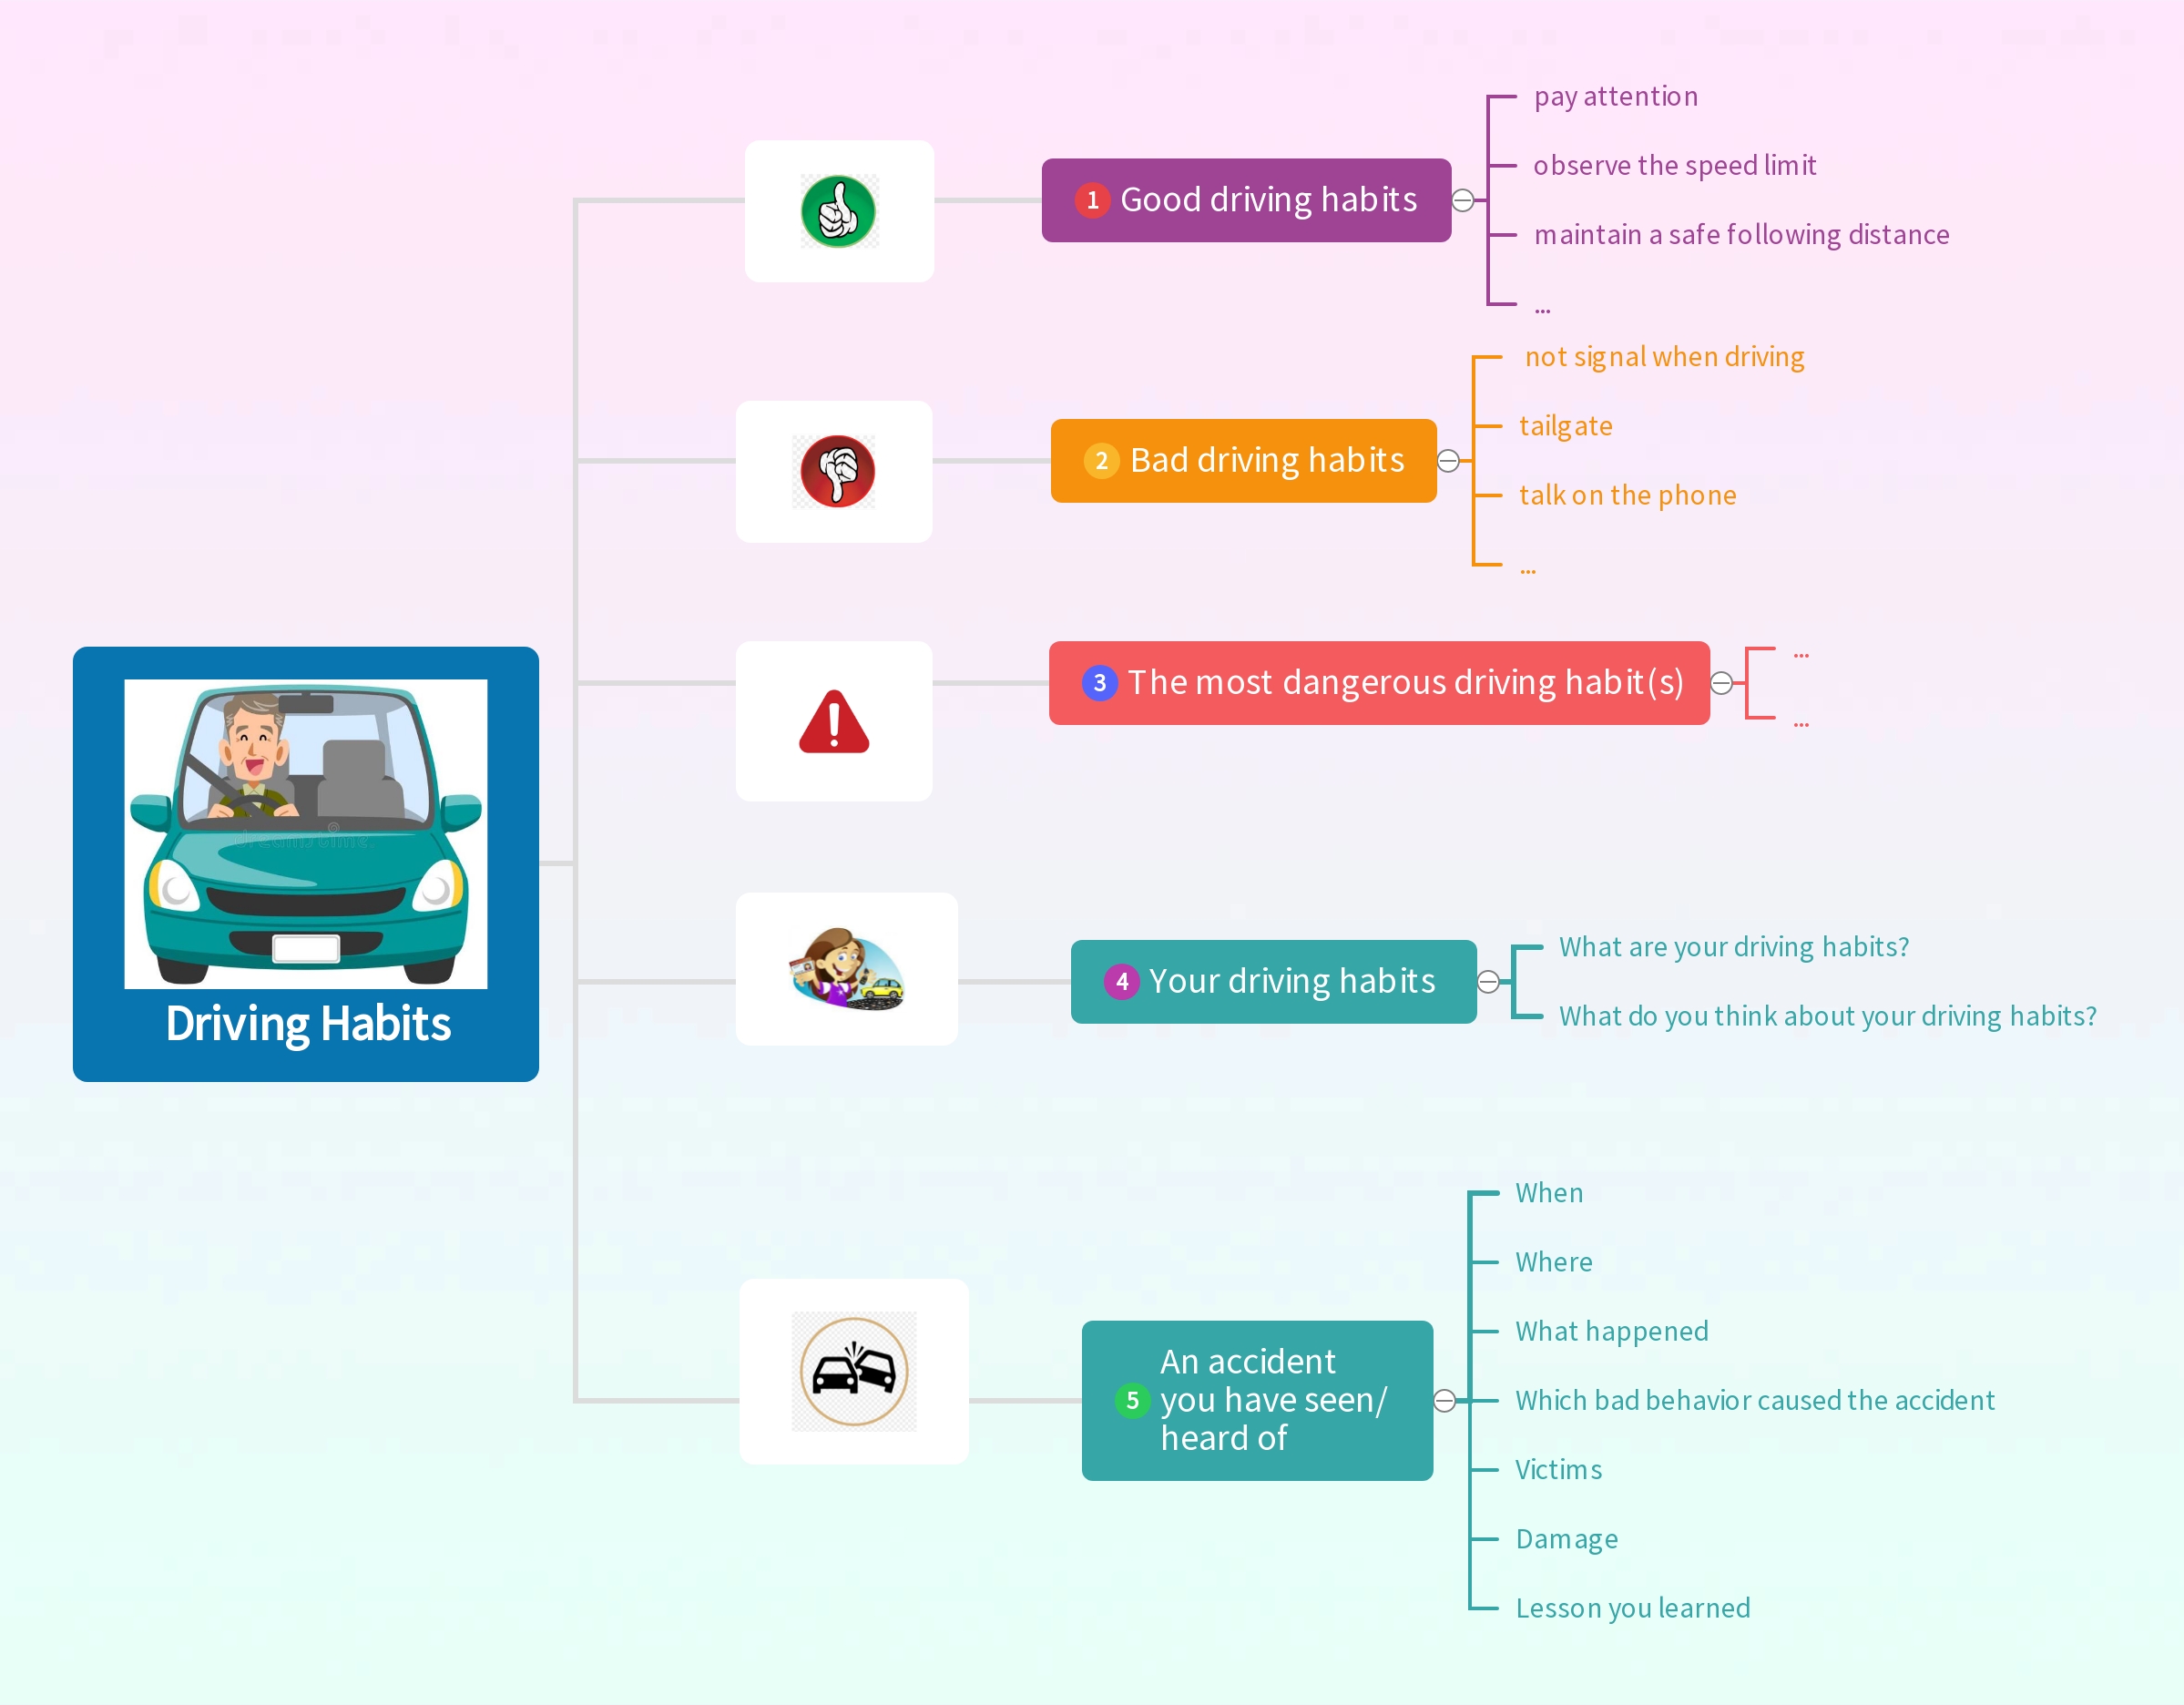 pay attention
observe the speed limit
1 Good driving habits
maintain a safe following distance
...
not signal when driving
tailgate
2 Bad driving habits
talk on the phone
...
...
3 The most dangerous driving habit(s)
...
dreamstime.
Driving Habits
What are your driving habits?
4 Your driving habits
What do you think about your driving habits?
When
Where
What happened
An accident
5 you have seen/
heard of
Which bad behavior caused the accident
Victims
Damage
Lesson you learned